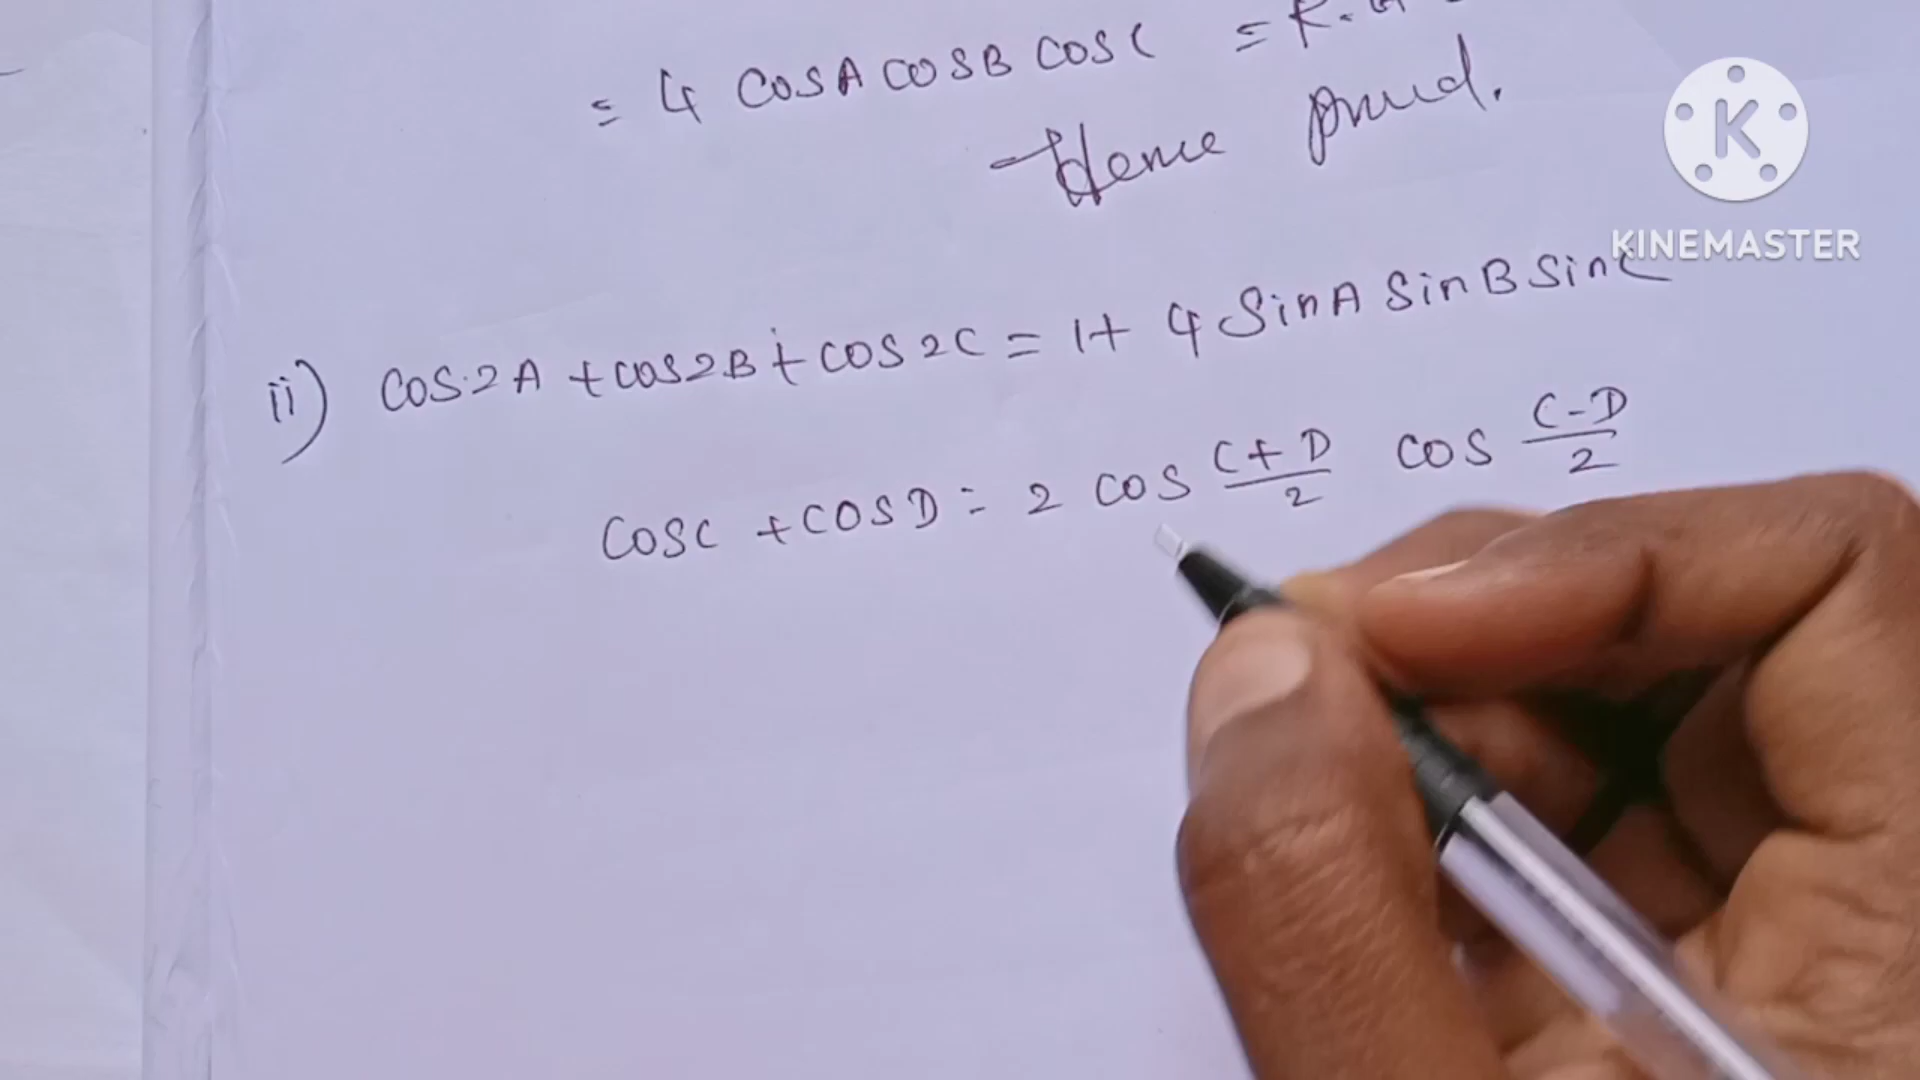 = 4 COSA COSB COSC = R.H
Hence proved.
K
KINEMASTER
ii) COS2A + COS2B + COS2C = 1 + 4 SinA SinB SinC
COSC + COSD = 2 COS C+D/2 COS C-D/2